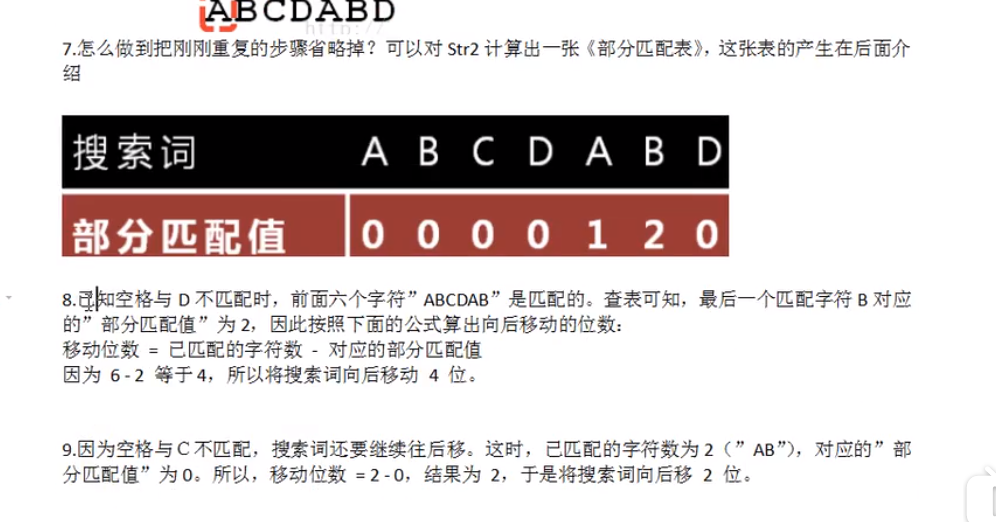 ABCDABD
http://
7.怎么做到把刚刚重复的步骤省略掉？可以对 Str2 计算出一张《部分匹配表》，这张表的产生在后面介
绍
搜索词 A B C D A B D
部分匹配值 0 0 0 0 1 2 0
8.已知空格与 D 不匹配时，前面六个字符”ABCDAB”是匹配的。查表可知，最后一个匹配字符 B 对应
的”部分匹配值”为 2，因此按照下面的公式算出向后移动的位数：
移动位数 = 已匹配的字符数 - 对应的部分匹配值
因为 6 - 2 等于 4，所以将搜索词向后移动 4 位。
9.因为空格与Ｃ不匹配，搜索词还要继续往后移。这时，已匹配的字符数为 2（”AB”），对应的”部
分匹配值”为 0。所以，移动位数 = 2 - 0，结果为 2，于是将搜索词向后移 2 位。